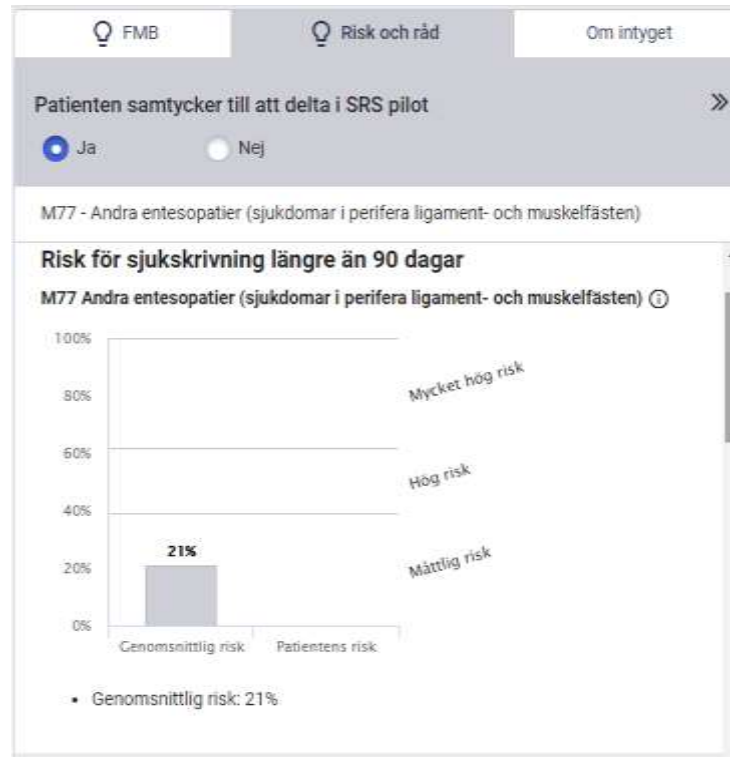 FMB
Risk och råd
Om intyget
Patienten samtycker till att delta i SRS pilot
Ja
Nej
M77 - Andra entesopatier (sjukdomar i perifera ligament- och muskelfästen)
Risk för sjukskrivning längre än 90 dagar
M77 Andra entesopatier (sjukdomar i perifera ligament- och muskelfästen)
100%
80%
60%
40%
20%
0%
21%
Mycket hög risk
Hög risk
Måttlig risk
Genomsnittlig risk
Patientens risk
• Genomsnittlig risk: 21%